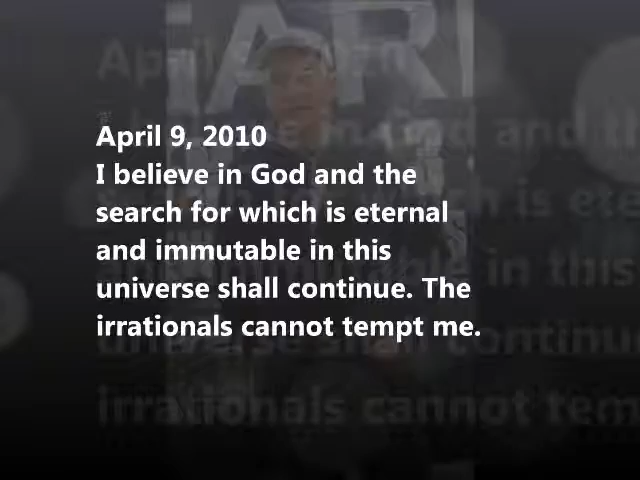 iAR
April 9, 2010
I believe in God and the
search for which is eternal
and immutable in this
universe shall continue. The
irrationals cannot tempt me.